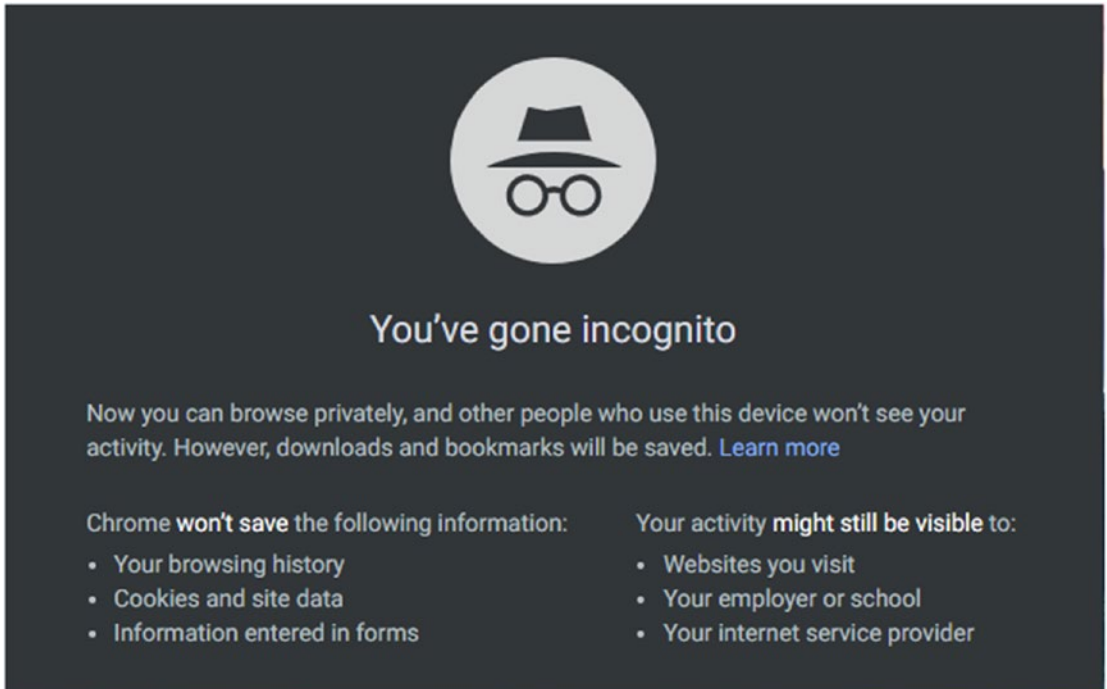 You've gone incognito
Now you can browse privately, and other people who use this device won't see your
activity. However, downloads and bookmarks will be saved. Learn more
Chrome won't save the following information:
• Your browsing history
• Cookies and site data
• Information entered in forms
Your activity might still be visible to:
• Websites you visit
• Your employer or school
• Your internet service provider